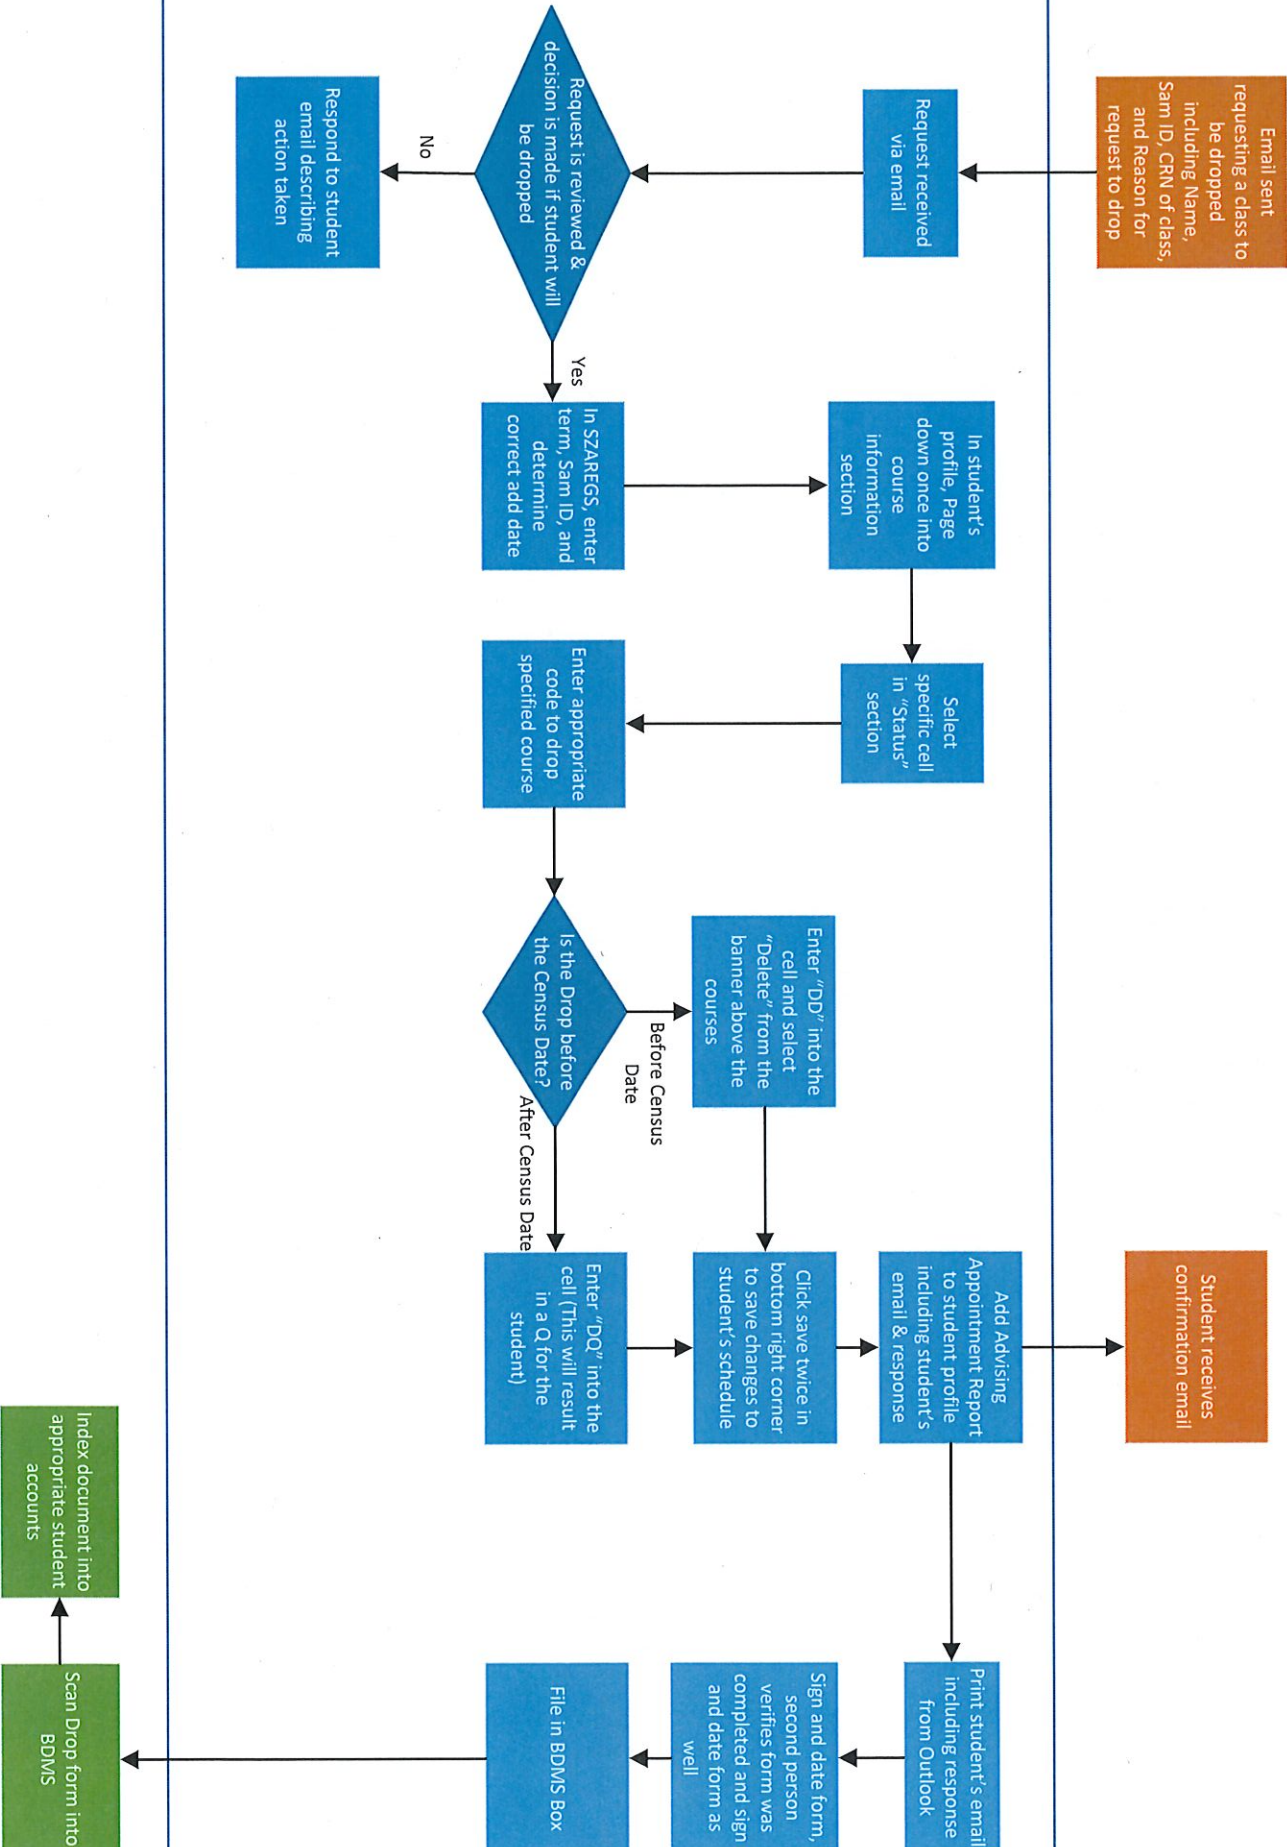 Email sent
requesting a class to
be dropped
including Name,
Sam ID, CRN of class,
and Reason for
request to drop
Student receives
confirmation email
Request received
via email
Request is reviewed &
decision is made if student will
be dropped
No
Respond to student
email describing
action taken
Yes
In SZAREGS, enter
term, Sam ID, and
determine
correct add date
In student's
profile, Page
down once into
course
information
section
Select
specific cell
in "Status"
section
Enter appropriate
code to drop
specified course
Is the Drop before
the Census Date?
Before Census
Date
Enter "DD" into the
cell and select
"Delete" from the
banner above the
courses
After Census Date
Enter "DQ" into the
cell (This will result
in a Q for the
student)
Click save twice in
bottom right corner
to save changes to
student's schedule
Add Advising
Appointment Report
to student profile
including student's
email & response
Print student's email
including response
from Outlook
Sign and date form,
second person
verifies form was
completed and sign
and date form as
well
File in BDMS Box
Scan Drop form into
BDMS
Index document into
appropriate student
accounts